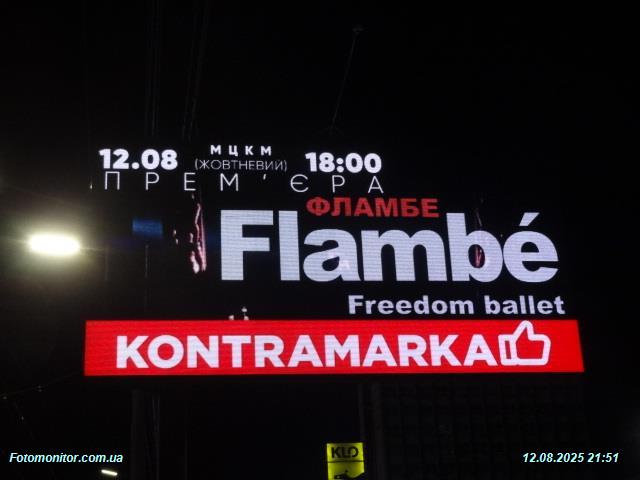 МЦКМ
12.08 (ЖОВТНЕВИЙ) 18:00
ПРЕМ'ЄРА
ФЛАМБЕ
Flambé
Freedom ballet
KONTRAMARKA
KLO
Fotomonitor.com.ua
12.08.2025 21:51